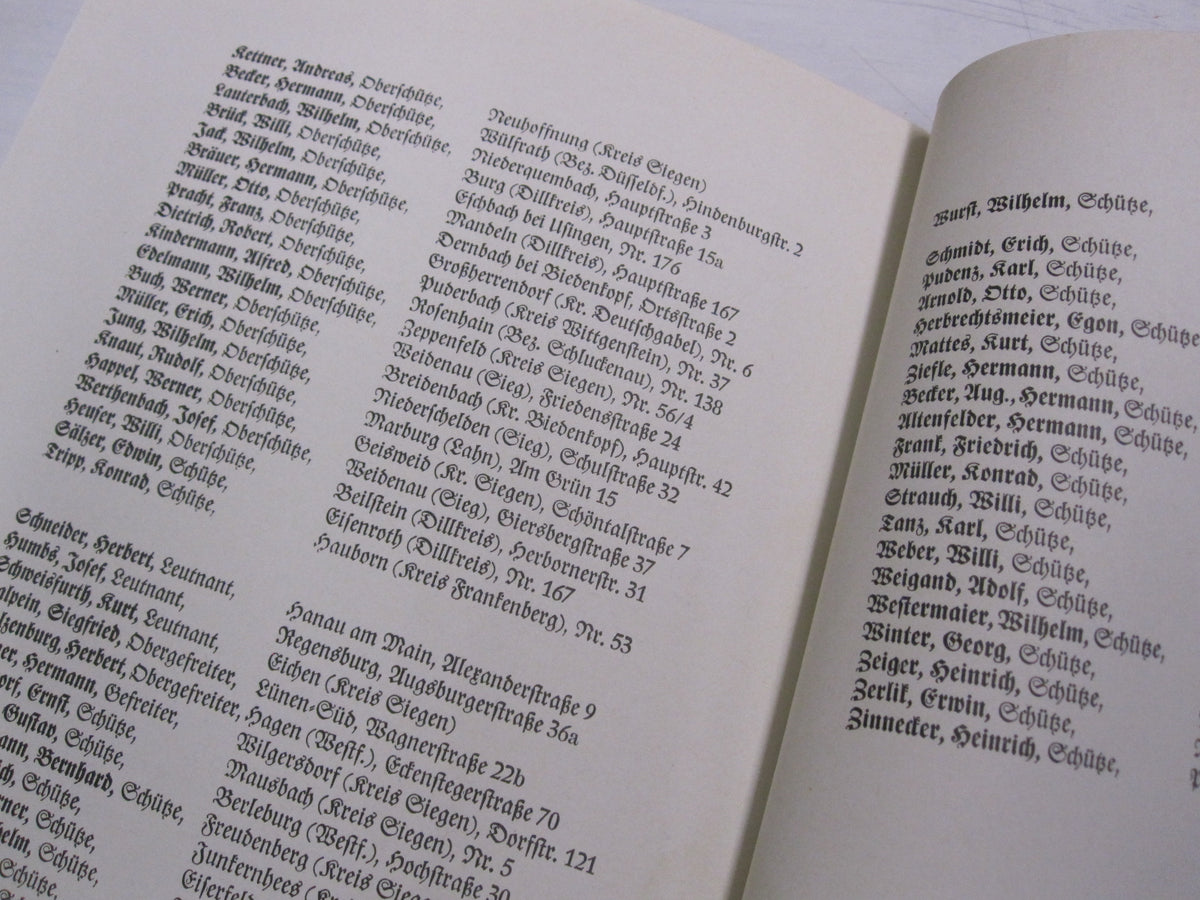 Kettner, Andreas, Oberſchütze, Neuhoffnung (Kreis Siegen)
Becker, Hermann, Oberſchütze, Wülfrath (Bez. Düſſeldf.), Hindenburgſtr. 2
Lauterbach, Wilhelm, Oberſchütze, Niederquembach, Hauptſtraße 3
Brück, Willi, Oberſchütze, Burg (Dillkreis), Hauptſtraße 15a
Jack, Wilhelm, Oberſchütze, Eſchbach bei Uſingen, Nr. 176
Bräuer, Hermann, Oberſchütze, Mandeln (Dillkreis), Hauptſtraße 167
Müller, Otto, Oberſchütze, Dernbach bei Biedenkopf, Ortsſtraße 2
Pracht, Franz, Oberſchütze, Großherrendorf (Kr. Deutſchgabel), Nr. 6
Dietrich, Robert, Oberſchütze, Puderbach (Kreis Wittgenſtein), Nr. 37
Kindermann, Alfred, Oberſchütze, Roſenhain (Bez. Schluckenau), Nr. 138
Edelmann, Wilhelm, Oberſchütze, Zeppenfeld (Kreis Siegen), Nr. 56/4
Buch, Werner, Oberſchütze, Weidenau (Sieg), Friedensſtraße 24
Müller, Erich, Oberſchütze, Breidenbach (Kr. Biedenkopf), Hauptſtr. 42
Jung, Wilhelm, Oberſchütze, Niederſchelden (Sieg), Schulſtraße 32
Knaut, Rudolf, Oberſchütze, Marburg (Lahn), Am Grün 15
Happel, Werner, Oberſchütze, Geisweid (Kr. Siegen), Schöntalſtraße 7
Werthenbach, Joſef, Oberſchütze, Weidenau (Sieg), Giersbergſtraße 37
Heuſer, Willi, Oberſchütze, Beilſtein (Dillkreis), Herbornerſtr. 31
Sälzer, Edwin, Schütze, Eiſenroth (Dillkreis), Nr. 167
Tripp, Konrad, Schütze, Hauborn (Kreis Frankenberg), Nr. 53
Schneider, Herbert, Leutnant, Hanau am Main, Alexanderſtraße 9
Humbs, Joſef, Leutnant, Regensburg, Augsburgerſtraße 36a
Schweisfurth, Kurt, Leutnant, Eichen (Kreis Siegen)
Siegfried, Obergefreiter, Lünen-Süd, Wagnerſtraße 22b
Herbert, Obergefreiter, Hagen (Weſtf.), Eckenſtegerſtraße 70
Hermann, Gefreiter, Wilgersdorf (Kreis Siegen), Dorfſtr. 121
Ernſt, Schütze, Mausbach (Kreis Siegen), Nr. 5
Guſtav, Schütze, Berleburg (Weſtf.), Hochſtraße 30
Bernhard, Schütze, Freudenberg (Kreis
Schütze, Junkernhees
Schütze, Eiſerfeld
Schütze,
Schütze,
Schütze,
Wurſt, Wilhelm, Schütze,
Schmidt, Erich, Schütze,
Pudenz, Karl, Schütze,
Arnold, Otto, Schütze,
Herbrechtsmeier, Egon, Schütze
Mattes, Kurt, Schütze,
Ziefle, Hermann, Schütze,
Becker, Aug., Hermann, Schütze,
Altenfelder, Hermann, Schütze,
Frank, Friedrich, Schütze,
Müller, Konrad, Schütze,
Strauch, Willi, Schütze,
Tanz, Karl, Schütze,
Weber, Willi, Schütze,
Weigand, Adolf, Schütze,
Weſtermaier, Wilhelm, Schütze,
Winter, Georg, Schütze,
Zeiger, Heinrich, Schütze,
Zerlik, Erwin, Schütze,
Zinnecker, Heinrich, Schütze,